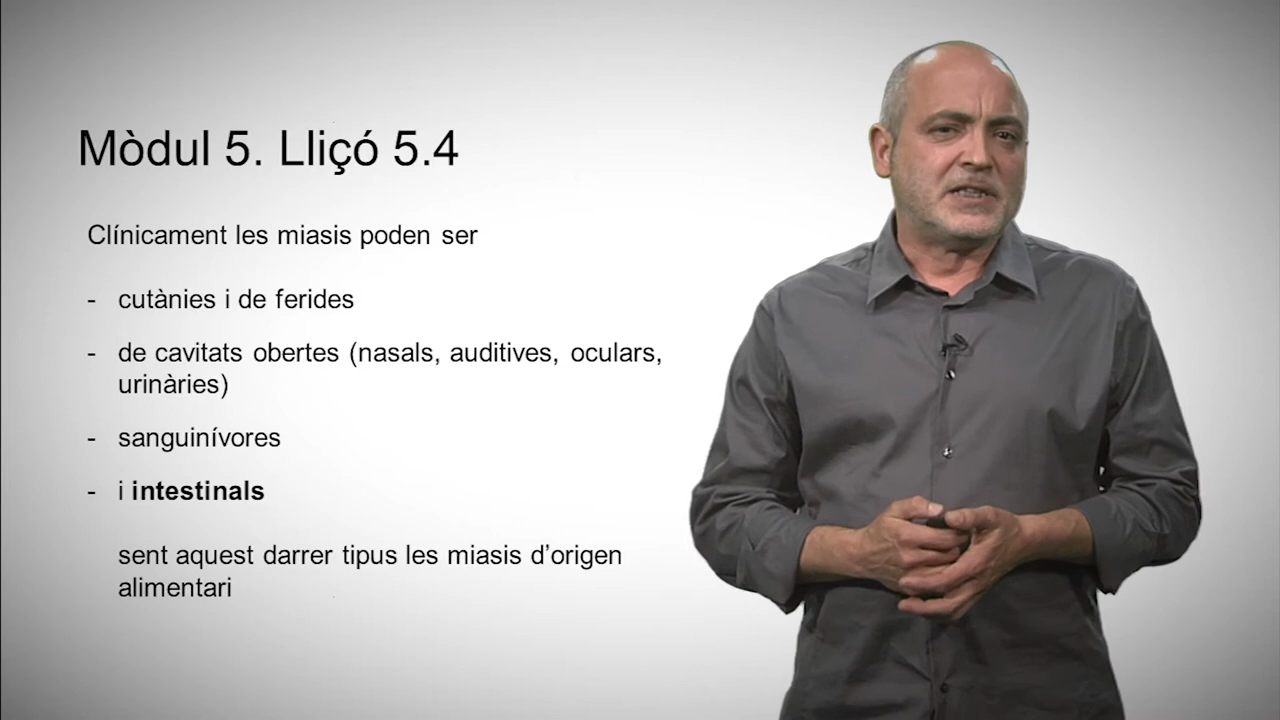 Mòdul 5. Lliçó 5.4
Clínicament les miasis poden ser
- cutànies i de ferides
- de cavitats obertes (nasals, auditives, oculars,
urinàries)
- sanguinívores
- i intestinals
sent aquest darrer tipus les miasis d’origen
alimentari